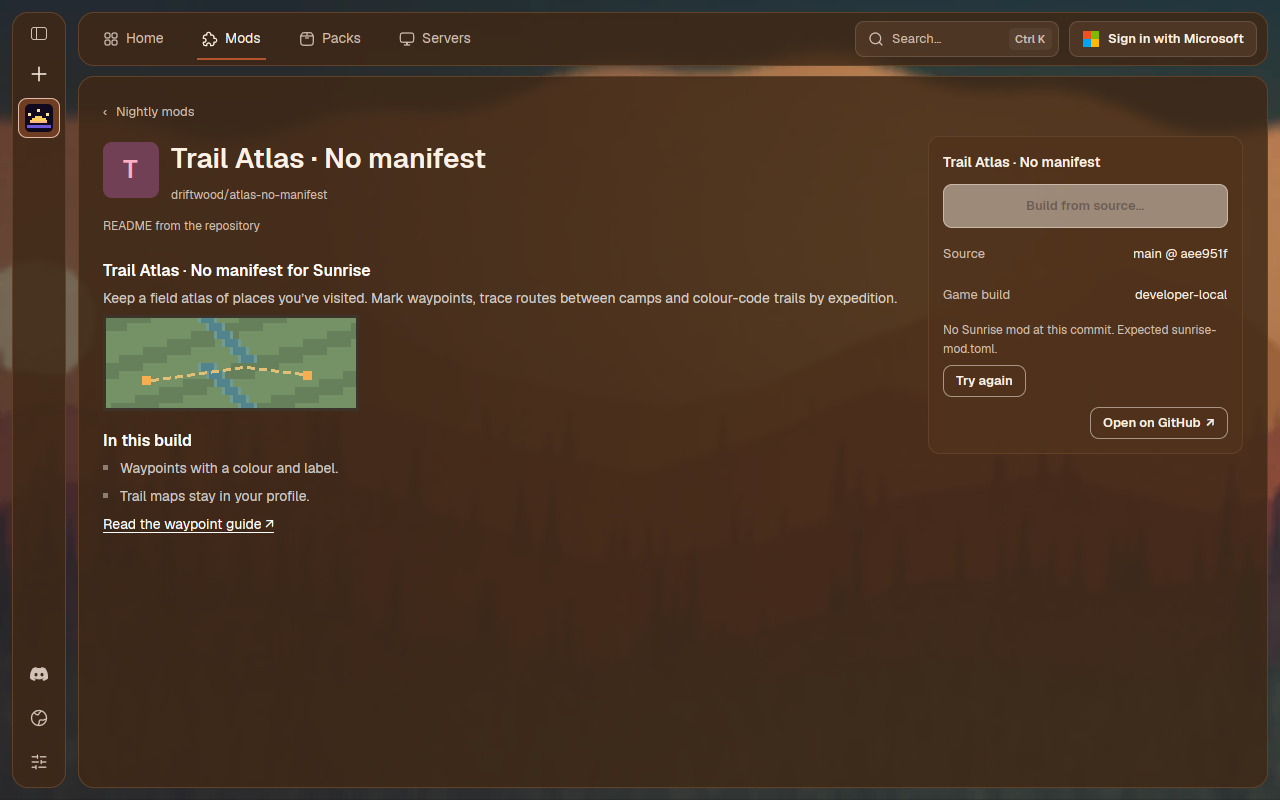 Home
Mods
Packs
Servers
Search...
Ctrl K
Sign in with Microsoft
‹ Nightly mods
T
Trail Atlas · No manifest
driftwood/atlas-no-manifest
README from the repository
Trail Atlas · No manifest for Sunrise
Keep a field atlas of places you’ve visited. Mark waypoints, trace routes between camps and colour-code trails by expedition.
In this build
Waypoints with a colour and label.
Trail maps stay in your profile.
Read the waypoint guide ↗
Trail Atlas · No manifest
Build from source...
Source
main @ aee951f
Game build
developer-local
No Sunrise mod at this commit. Expected sunrise-
mod.toml.
Try again
Open on GitHub ↗